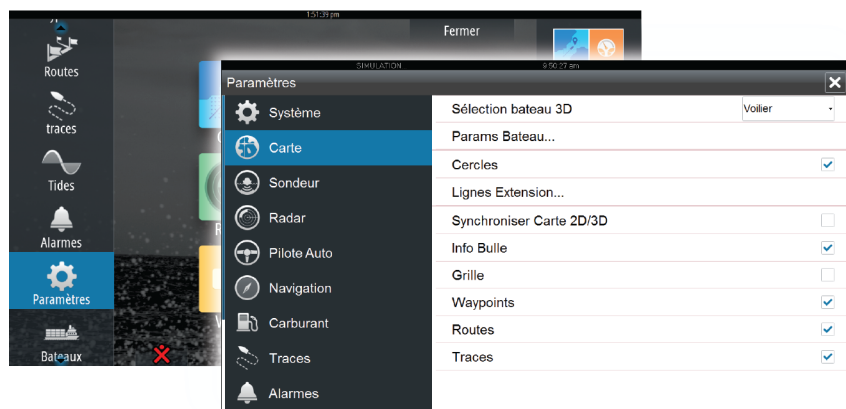 1:51:39 pm
Fermer
Routes
traces
Tides
Alarmes
Paramètres
Bateaux
SIMULATION
9:50:27 am
Paramètres
Système
Carte
Sondeur
Radar
Pilote Auto
Navigation
Carburant
Traces
Alarmes
Sélection bateau 3D
Voilier
Params Bateau...
Cercles
Lignes Extension...
Synchroniser Carte 2D/3D
Info Bulle
Grille
Waypoints
Routes
Traces